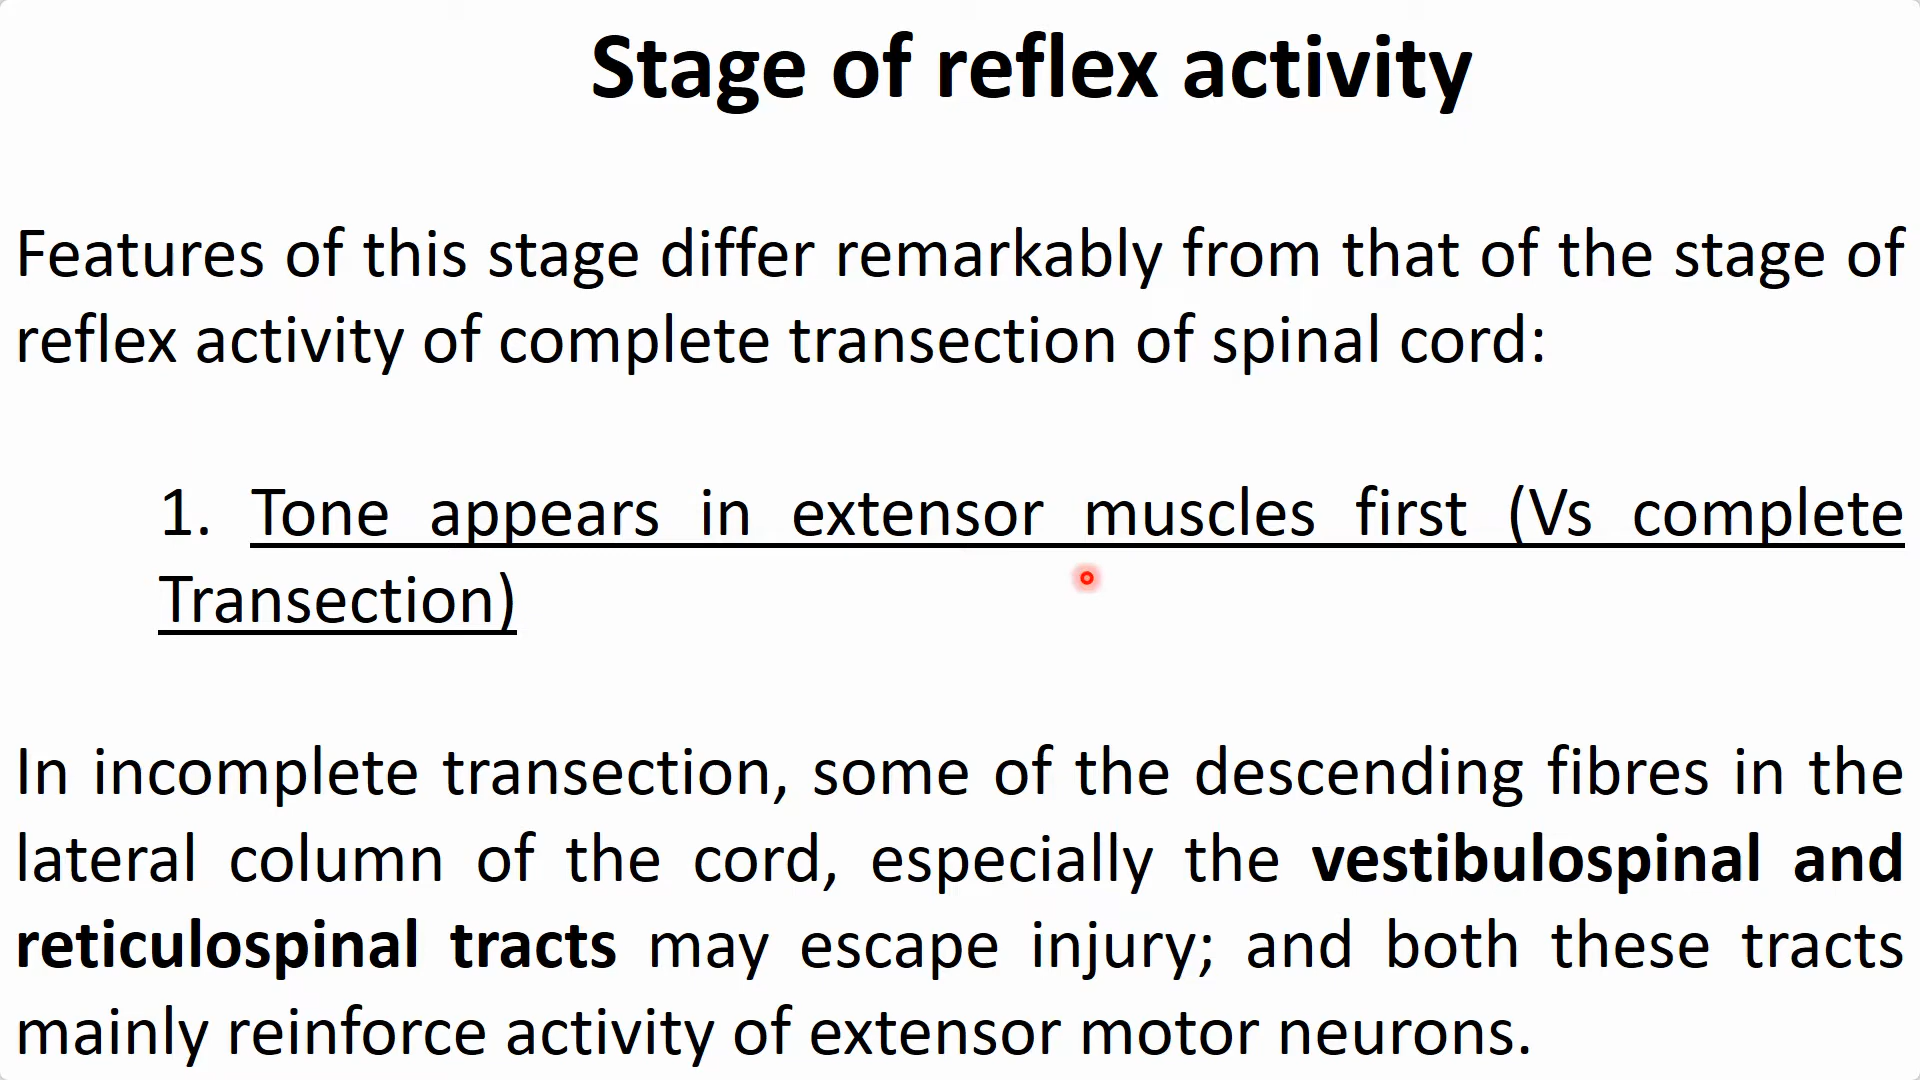 Stage of reflex activity
Features of this stage differ remarkably from that of the stage of
reflex activity of complete transection of spinal cord:
1. Tone appears in extensor muscles first (Vs complete
Transection)
In incomplete transection, some of the descending fibres in the
lateral column of the cord, especially the vestibulospinal and
reticulospinal tracts may escape injury; and both these tracts
mainly reinforce activity of extensor motor neurons.